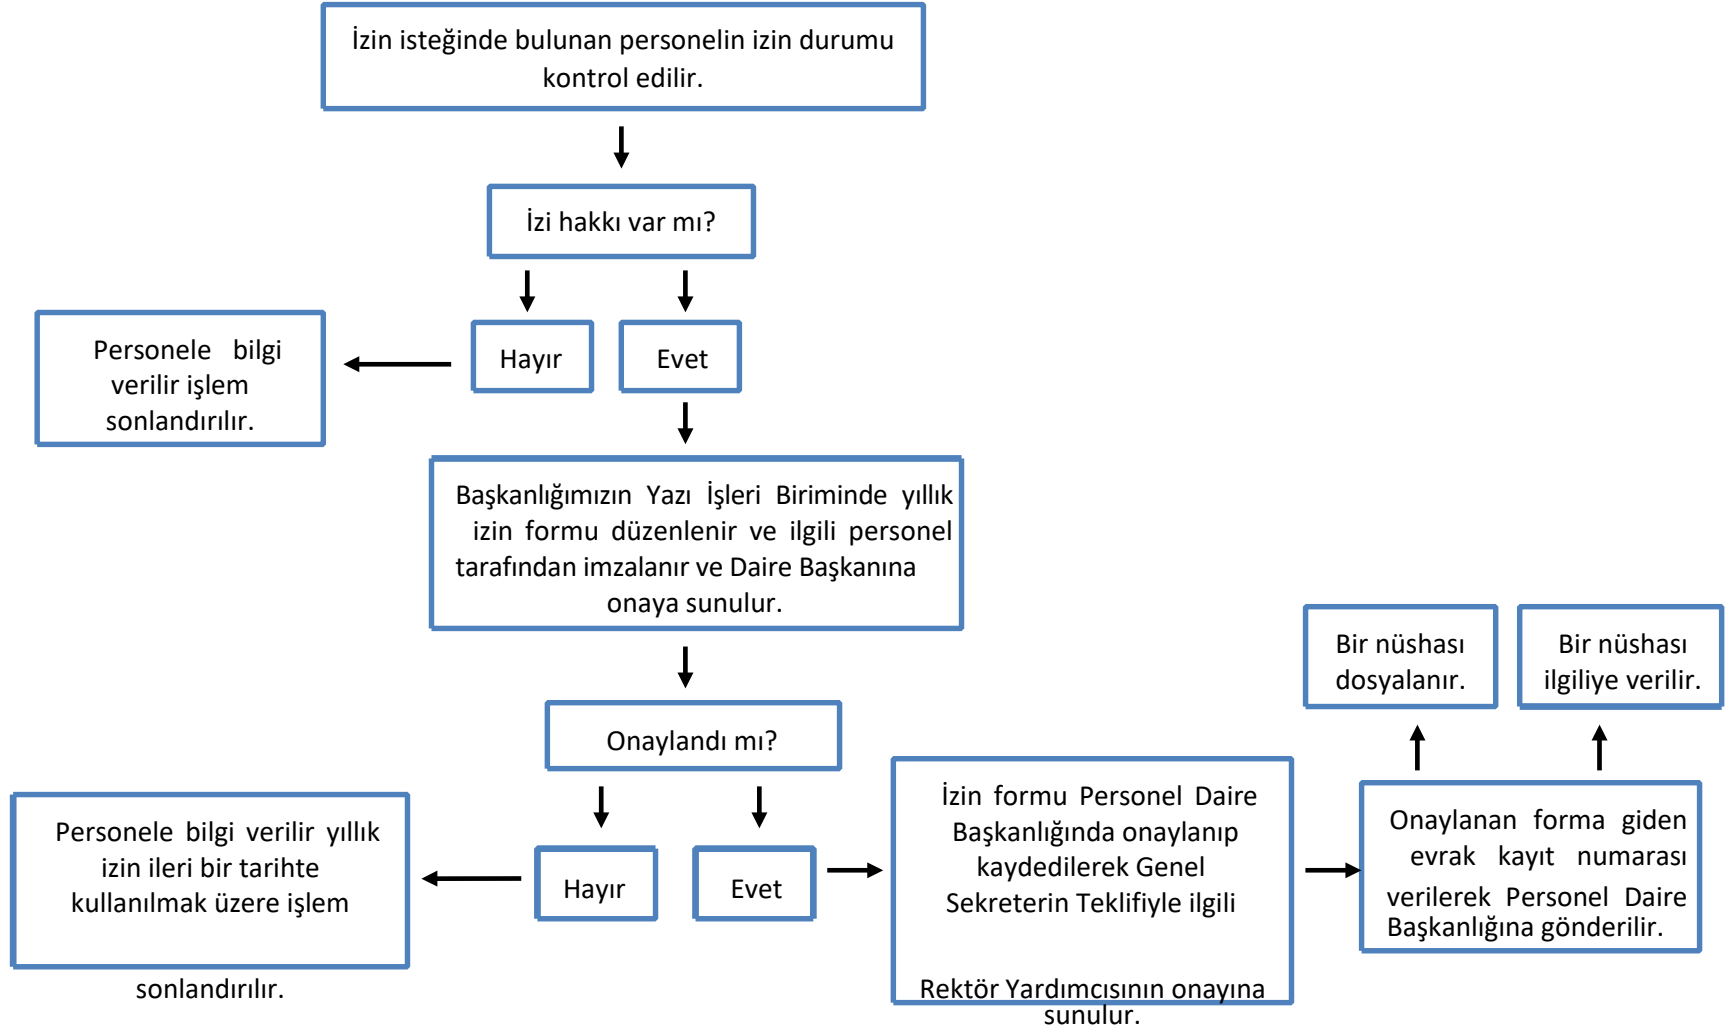 İzin isteğinde bulunan personelin izin durumu
kontrol edilir.
İzi hakkı var mı?
Hayır
Evet
Personele bilgi
verilir işlem
sonlandırılır.
Başkanlığımızın Yazı İşleri Biriminde yıllık
izin formu düzenlenir ve ilgili personel
tarafından imzalanır ve Daire Başkanına
onaya sunulur.
Onaylandı mı?
Hayır
Evet
Personele bilgi verilir yıllık
izin ileri bir tarihte
kullanılmak üzere işlem
sonlandırılır.
İzin formu Personel Daire
Başkanlığında onaylanıp
kaydedilerek Genel
Sekreterin Teklifiyle ilgili
Rektör Yardımcısının onayına
sunulur.
Onaylanan forma giden
evrak kayıt numarası
verilerek Personel Daire
Başkanlığına gönderilir.
Bir nüshası
dosyalanır.
Bir nüshası
ilgiliye verilir.